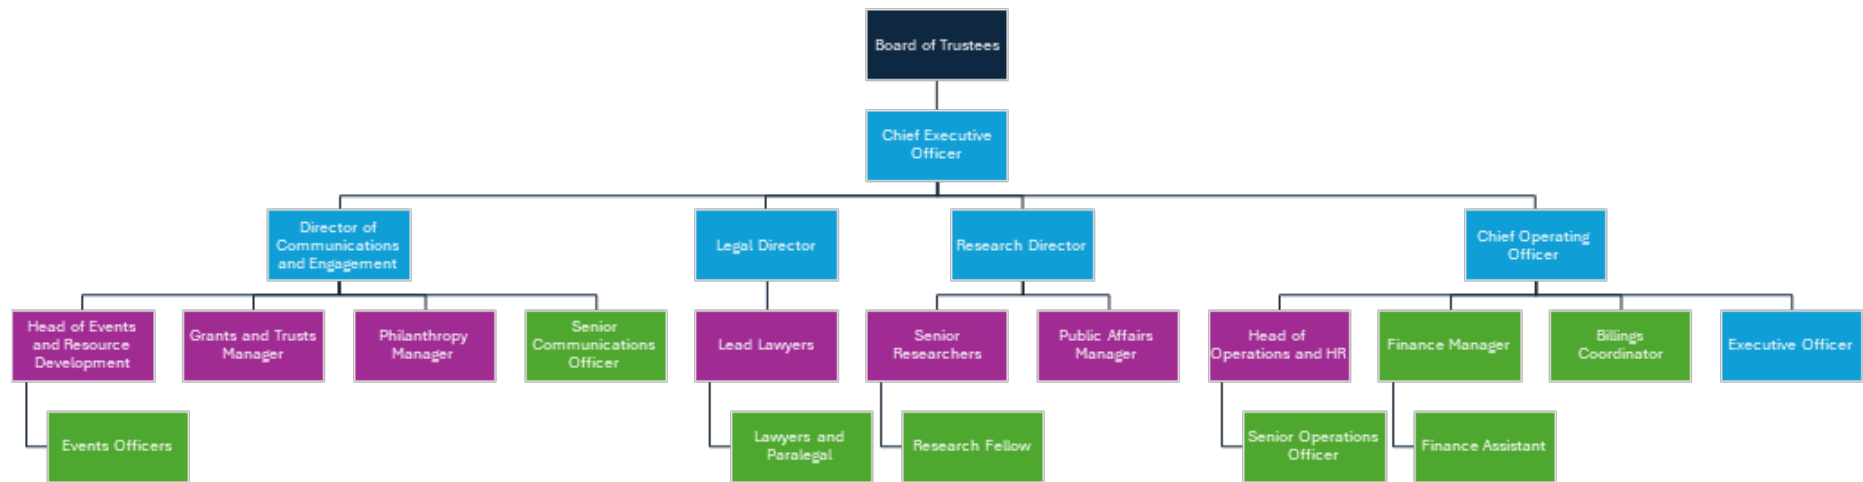 Board of Trustees
Chief Executive
Officer
Director of
Communications
and Engagement
Legal Director
Research Director
Chief Operating
Officer
Head of Events
and Resource
Development
Grants and Trusts
Manager
Philanthropy
Manager
Senior
Communications
Officer
Lead Lawyers
Senior
Researchers
Public Affairs
Manager
Head of
Operations and HR
Finance Manager
Billings
Coordinator
Executive Officer
Events Officers
Lawyers and
Paralegal
Research Fellow
Senior Operations
Officer
Finance Assistant